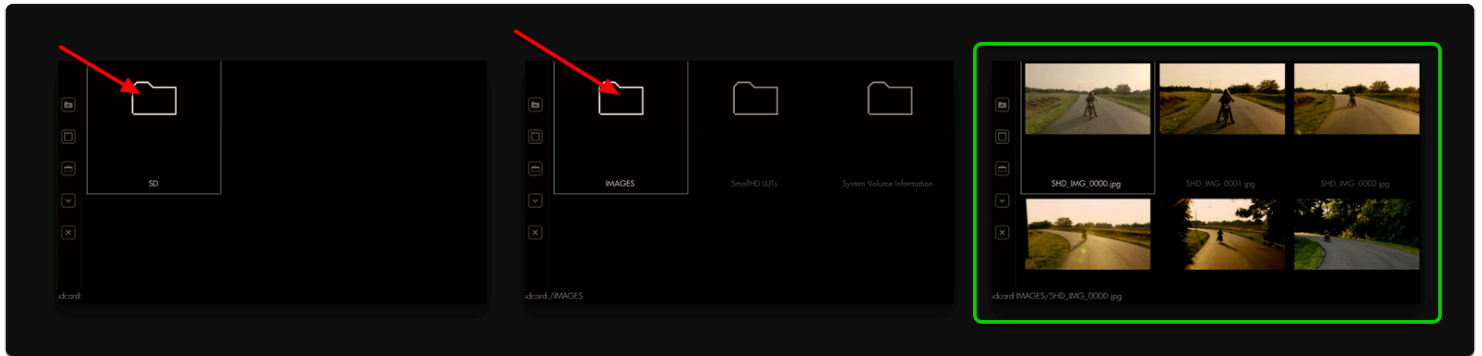 SD
sdcard:
IMAGES
SmallHD LUTs
System Volume Information
sdcard:/IMAGES
SHD_IMG_0000.jpg
SHD_IMG_0001.jpg
SHD_IMG_0002.jpg
sdcard:IMAGES/SHD_IMG_0000.jpg